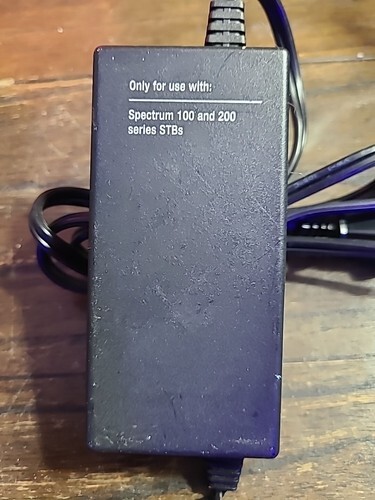 Only for use with:
Spectrum 100 and 200
series STBs